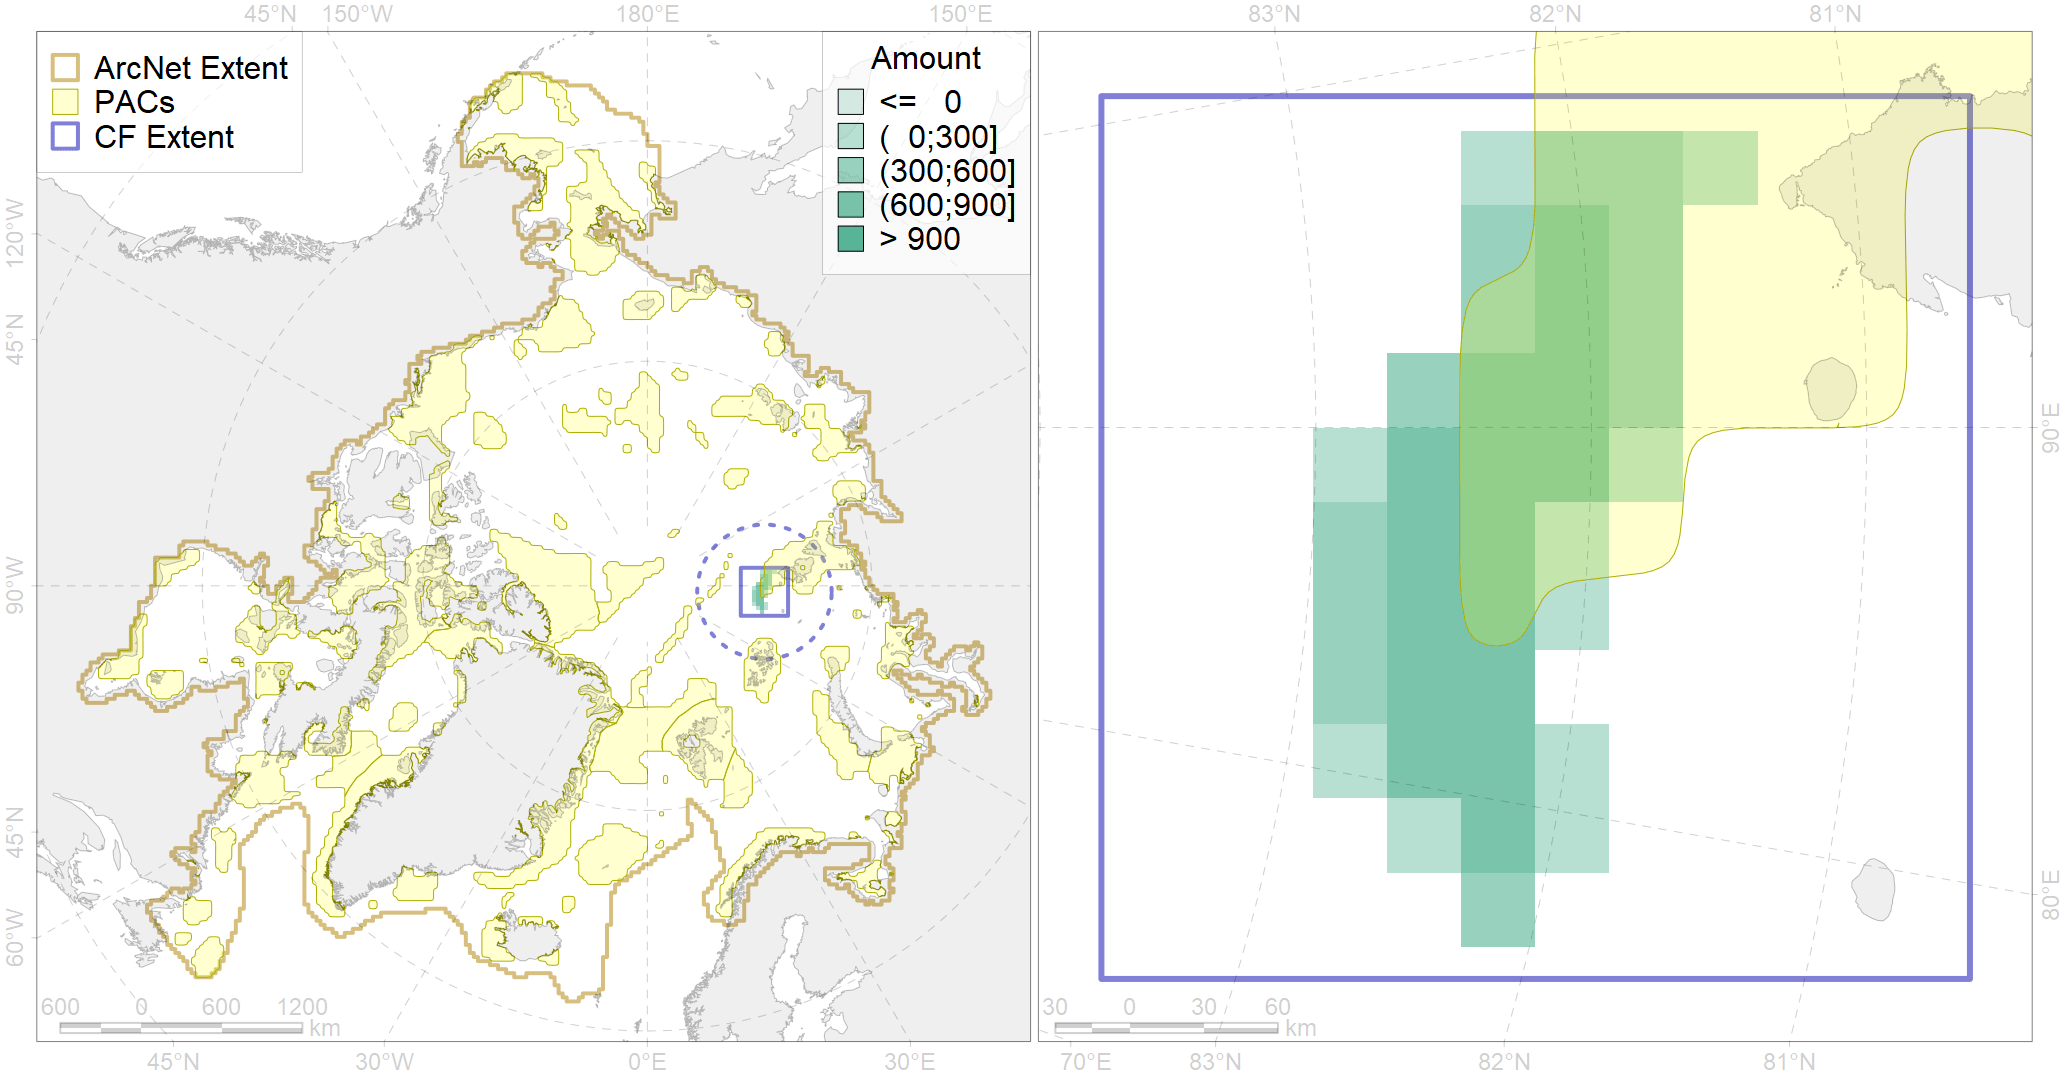 45°N 150°W 180°E 150°E 83°N 82°N 81°N
ArcNet Extent
PACs
CF Extent
Amount
<= 0
( 0;300]
(300;600]
(600;900]
> 900
120°W
45°N
90°W
45°N
60°W
90°E
80°E
600 0 600 1200
km
30 0 30 60
km
45°N 30°W 0°E 30°E 70°E 83°N 82°N 81°N